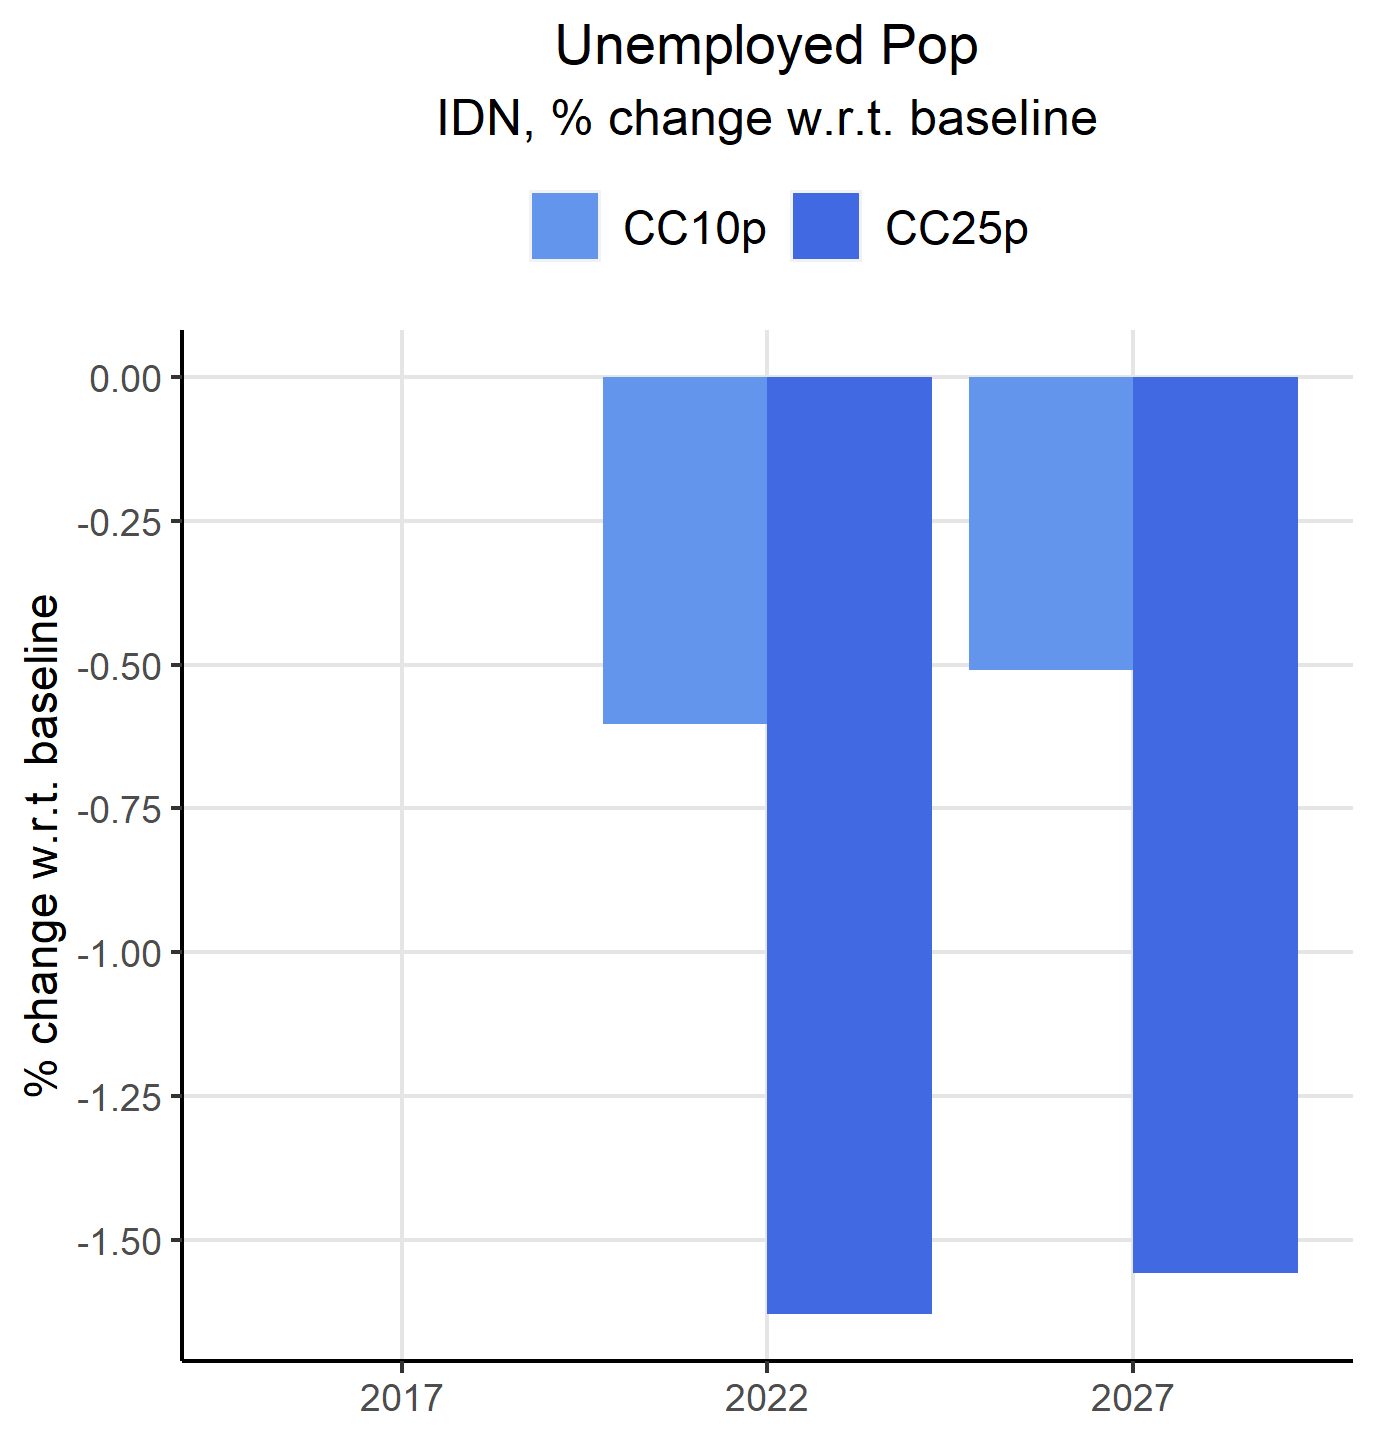 Unemployed Pop
IDN, % change w.r.t. baseline
CC10p
CC25p
% change w.r.t. baseline
0.00
-0.25
-0.50
-0.75
-1.00
-1.25
-1.50
2017
2022
2027